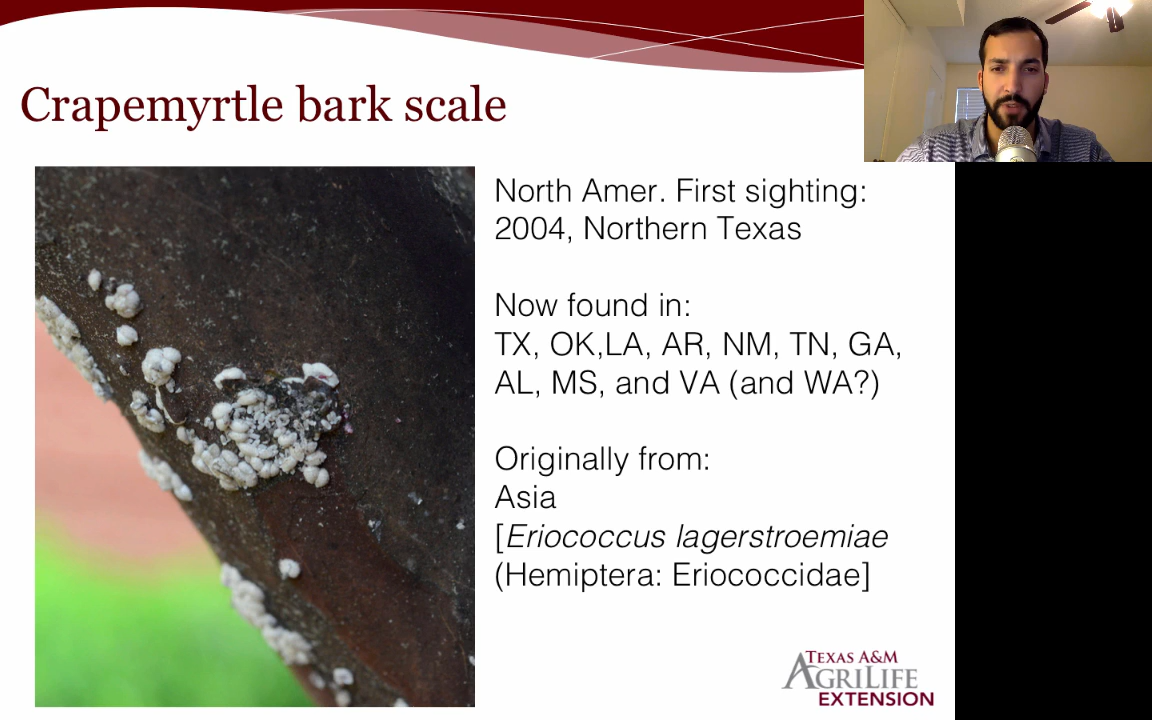 Crapemyrtle bark scale
North Amer. First sighting:
2004, Northern Texas
Now found in:
TX, OK,LA, AR, NM, TN, GA,
AL, MS, and VA (and WA?)
Originally from:
Asia
[Eriococcus lagerstroemiae
(Hemiptera: Eriococcidae]
TEXAS A&M
AGRILIFE
EXTENSION